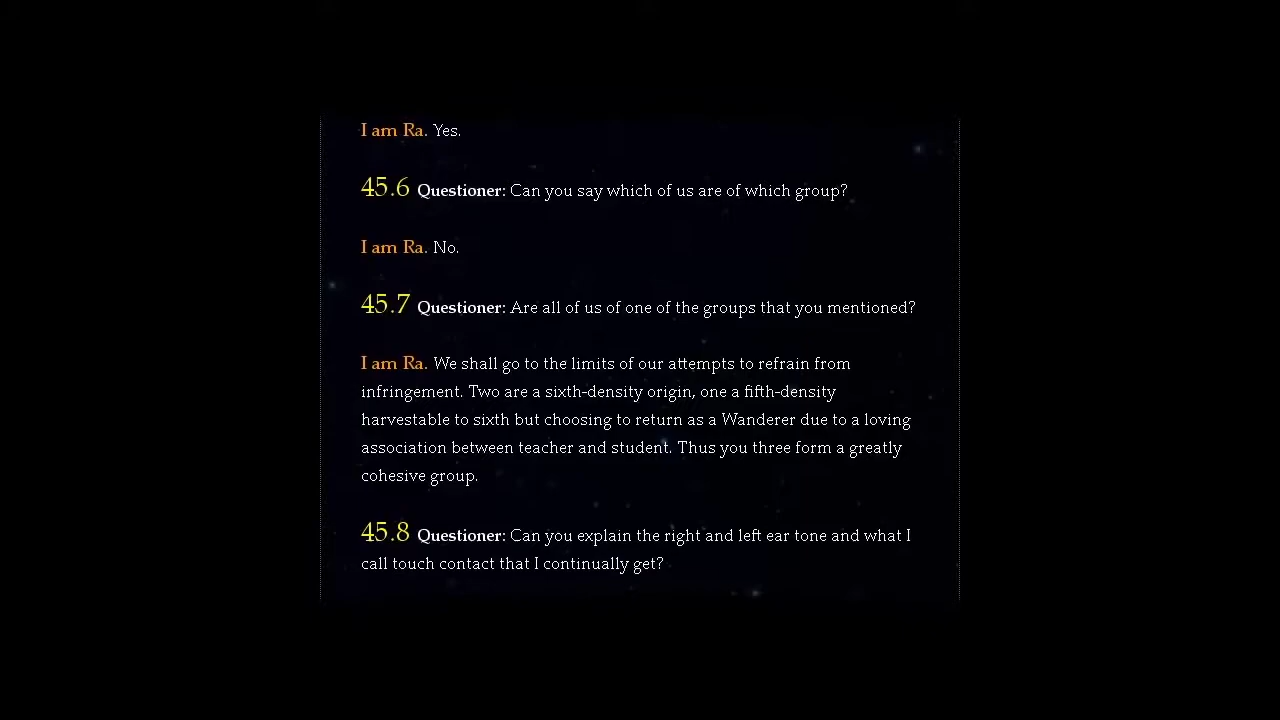 I am Ra. Yes.
45.6 Questioner: Can you say which of us are of which group?
I am Ra. No.
45.7 Questioner: Are all of us of one of the groups that you mentioned?
I am Ra. We shall go to the limits of our attempts to refrain from
infringement. Two are a sixth-density origin, one a fifth-density
harvestable to sixth but choosing to return as a Wanderer due to a loving
association between teacher and student. Thus you three form a greatly
cohesive group.
45.8 Questioner: Can you explain the right and left ear tone and what I
call touch contact that I continually get?